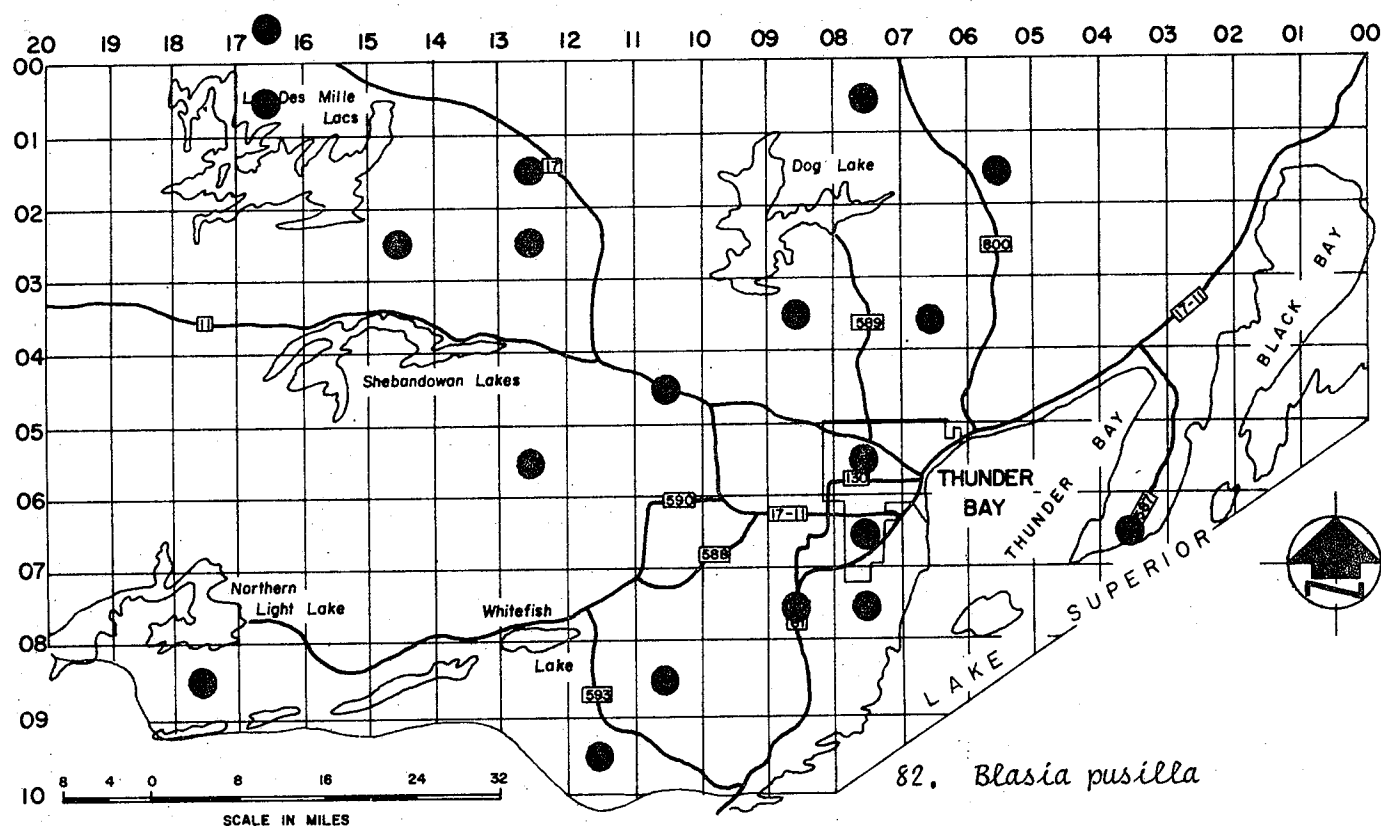 20 19 18 17 16 15 14 13 12 11 10 09 08 07 06 05 04 03 02 01 00
00
Des Mille
Lacs
01
17
Dog Lake
02
800
BLACK BAY
03
17-11
11
589
04
Shebandowan Lakes
05
THUNDER BAY
130
THUNDER
BAY
06
590
17-11
587
588
07
Northern
Light Lake
Whitefish
Lake
08
LAKE SUPERIOR
593
09
82. Blasia pusilla
10
8 4 0 8 16 24 32
SCALE IN MILES
N